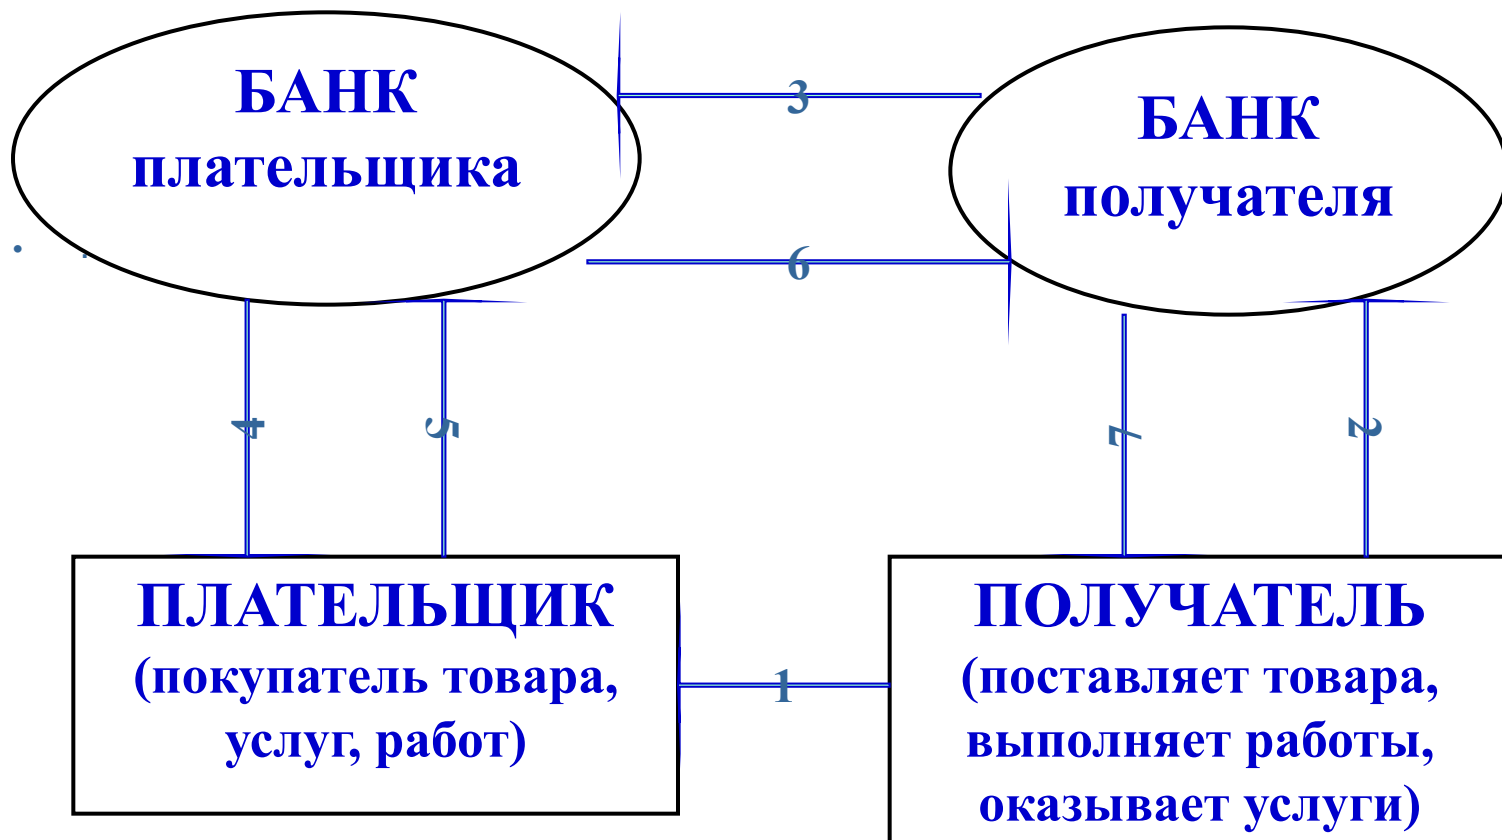 БАНК
плательщика
3
БАНК
получателя
6
4
5
7
2
ПЛАТЕЛЬЩИК
(покупатель товара,
услуг, работ)
1
ПОЛУЧАТЕЛЬ
(поставляет товара,
выполняет работы,
оказывает услуги)